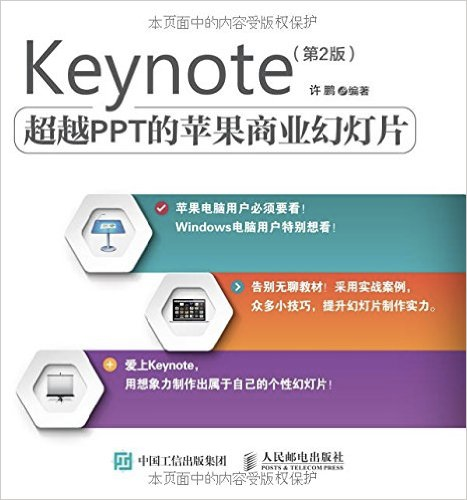 本页面中的内容受版权保护
Keynote（第2版）
许 鹏 编著
超越PPT的苹果商业幻灯片
苹果电脑用户必须要看！
Windows电脑用户特别想看！
告别无聊教材！采用实战案例，
众多小技巧，提升幻灯片制作实力。
爱上Keynote，
用想象力制作出属于自己的个性幻灯片！
中国工信出版集团
人民邮电出版社
POSTS & TELECOM PRESS
本页面中的内容受版权保护